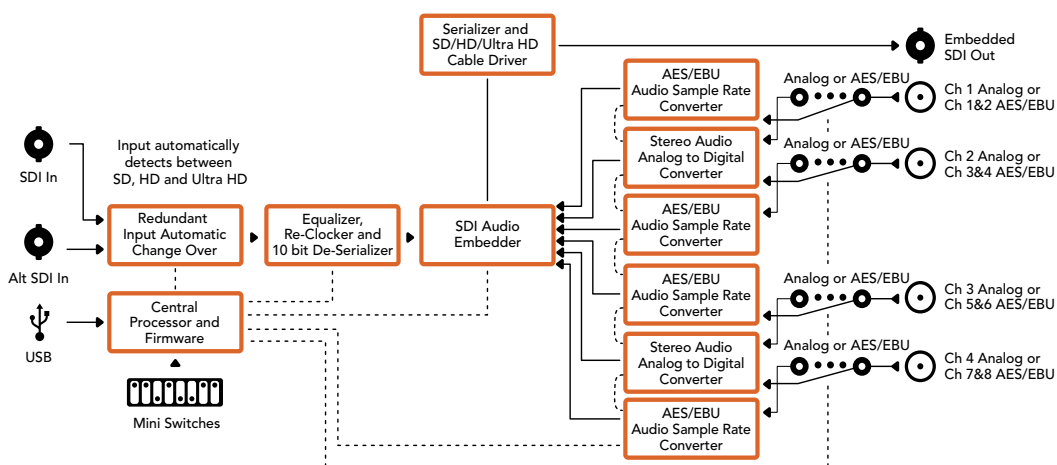 Serializer and
SD/HD/Ultra HD
Cable Driver
Embedded
SDI Out
AES/EBU
Audio Sample Rate
Converter
Analog or AES/EBU
Ch 1 Analog or
Ch 1&2 AES/EBU
SDI In
Input automatically
detects between
SD, HD and Ultra HD
Stereo Audio
Analog to Digital
Converter
Analog or AES/EBU
Ch 2 Analog or
Ch 3&4 AES/EBU
Alt SDI In
Redundant
Input Automatic
Change Over
Equalizer,
Re-Clocker and
10 bit De-Serializer
SDI Audio
Embedder
AES/EBU
Audio Sample Rate
Converter
USB
Central
Processor and
Firmware
AES/EBU
Audio Sample Rate
Converter
Analog or AES/EBU
Ch 3 Analog or
Ch 5&6 AES/EBU
Mini Switches
Stereo Audio
Analog to Digital
Converter
Analog or AES/EBU
Ch 4 Analog or
Ch 7&8 AES/EBU
AES/EBU
Audio Sample Rate
Converter